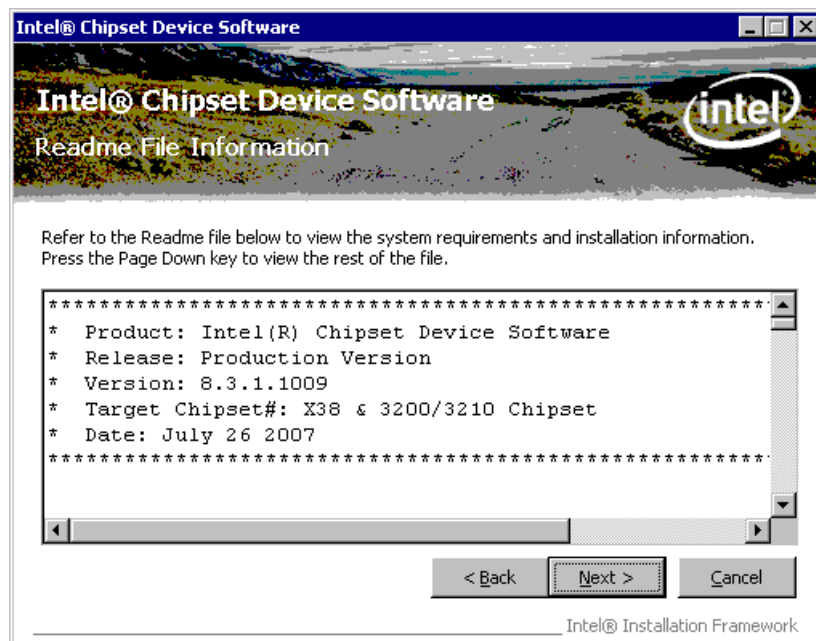 Intel® Chipset Device Software
Intel® Chipset Device Software
intel
Readme File Information
Refer to the Readme file below to view the system requirements and installation information.
Press the Page Down key to view the rest of the file.
************************************************************
* Product: Intel(R) Chipset Device Software
* Release: Production Version
* Version: 8.3.1.1009
* Target Chipset#: X38 & 3200/3210 Chipset
* Date: July 26 2007
************************************************************
< Back Next > Cancel
Intel® Installation Framework